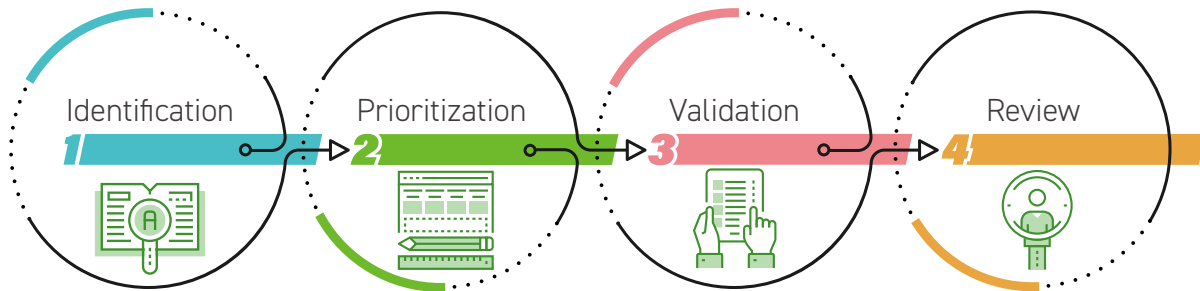 Identification
1
Prioritization
2
Validation
3
Review
4
A